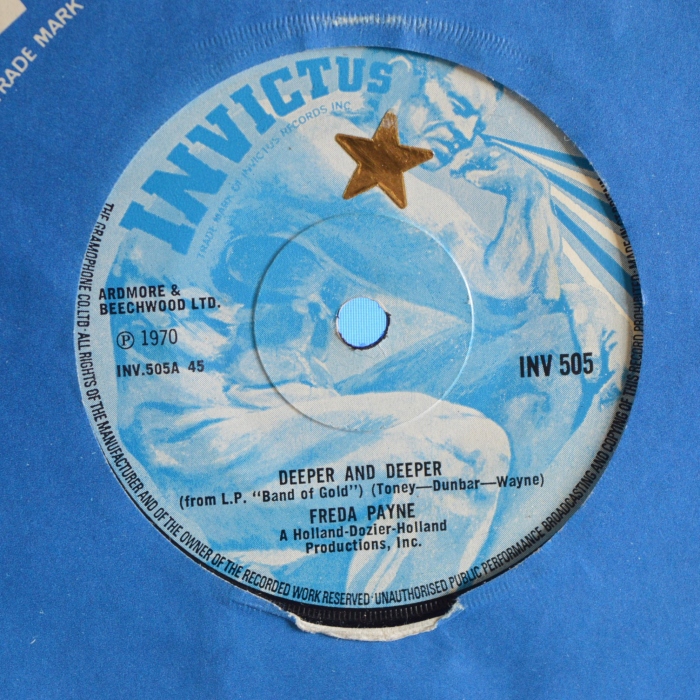 RADE MARK
INVICTUS
TRADE MARK OF INVICTUS RECORDS INC.
ARDMORE &
BEECHWOOD LTD.
Ⓟ 1970
INV.505A 45
INV 505
DEEPER AND DEEPER
(from L.P. “Band of Gold”) (Toney—Dunbar—Wayne)
FREDA PAYNE
A Holland-Dozier-Holland
Productions, Inc.
THE GRAMOPHONE CO.LTD·ALL RIGHTS OF THE MANUFACTURER AND OF THE OWNER OF THE RECORDED WORK RESERVED·UNAUTHORISED PUBLIC PERFORMANCE BROADCASTING AND COPYING OF THIS RECORD PROHIBITED·MADE IN